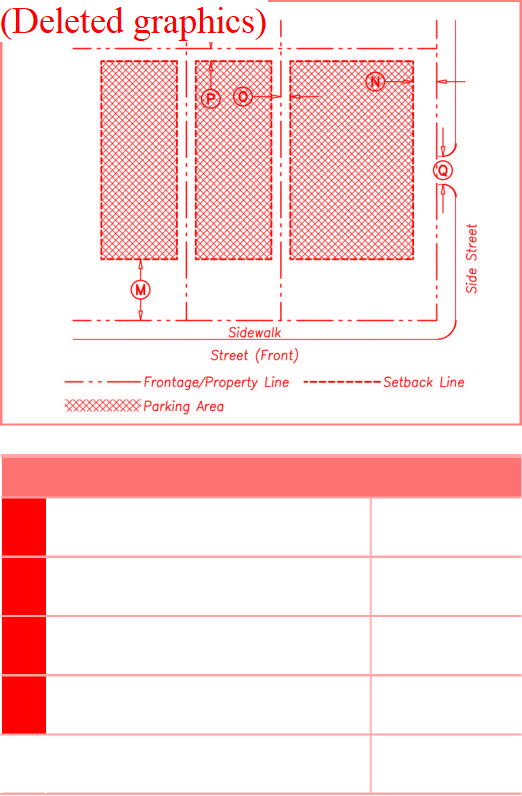 (Deleted graphics)
N
P
O
Q
M
Side Street
Sidewalk
Street (Front)
Frontage/Property Line
Setback Line
Parking Area